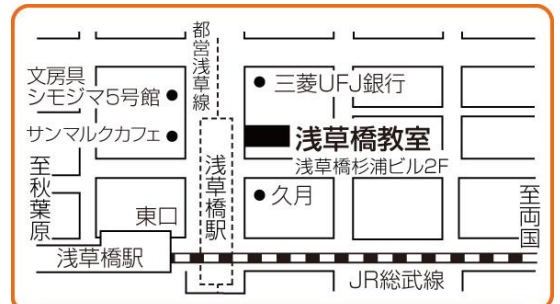 都営浅草線
文房具
シモジマ5号館
サンマルクカフェ
三菱UFJ銀行
浅草橋教室
浅草橋杉浦ビル2F
至秋葉原
浅草橋駅
久月
至両国
東口
浅草橋駅
JR総武線